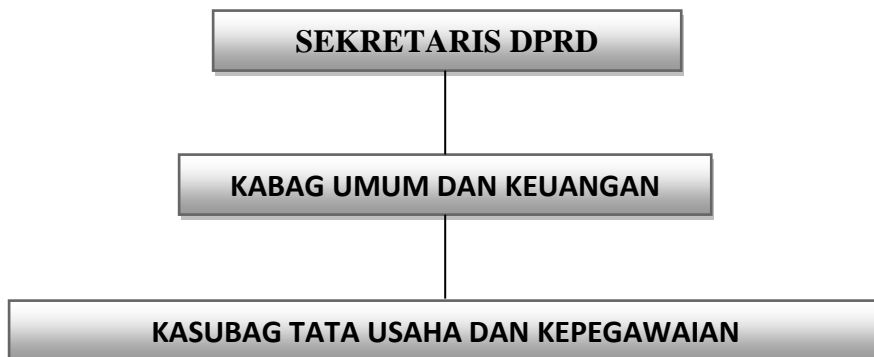 SEKRETARIS DPRD
KABAG UMUM DAN KEUANGAN
KASUBAG TATA USAHA DAN KEPEGAWAIAN